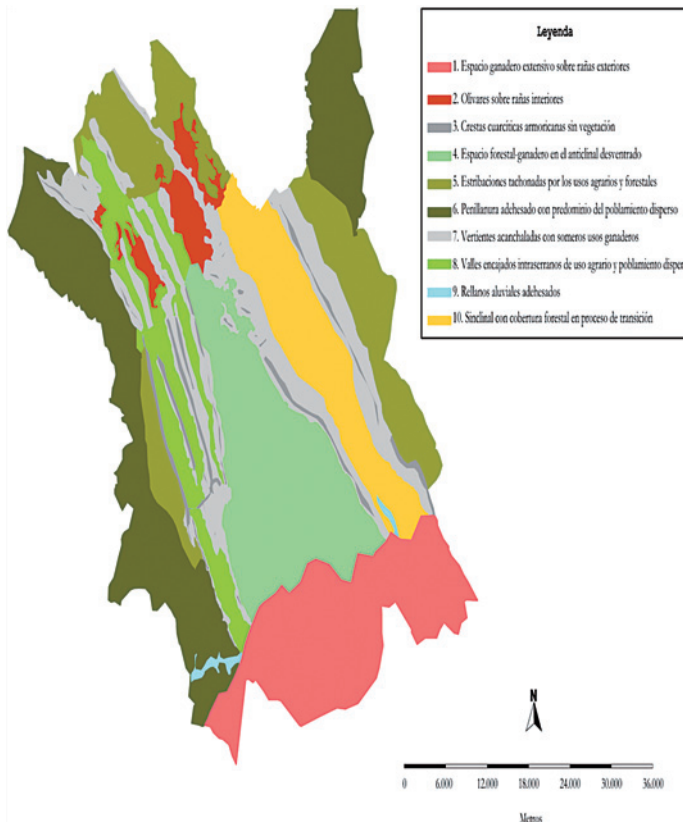 Leyenda
1. Espacio ganadero extensivo sobre rañas exteriores
2. Olivares sobre rañas interiores
3. Crestas cuarcíticas armoricanas sin vegetación
4. Espacio forestal-ganadero en el anticlinal desventrado
5. Estribaciones tachonadas por los usos agrarios y forestales
6. Penillanura adehesado con predominio del poblamiento disperso
7. Vertientes acanchaladas con someros usos ganaderos
8. Valles encajados intraserranos de uso agrario y poblamiento disper
9. Rellanos aluviales adehesados
10. Sinclinal con cobertura forestal en proceso de transición
N
0 6.000 12.000 18.000 24.000 30.000 36.000
Metros